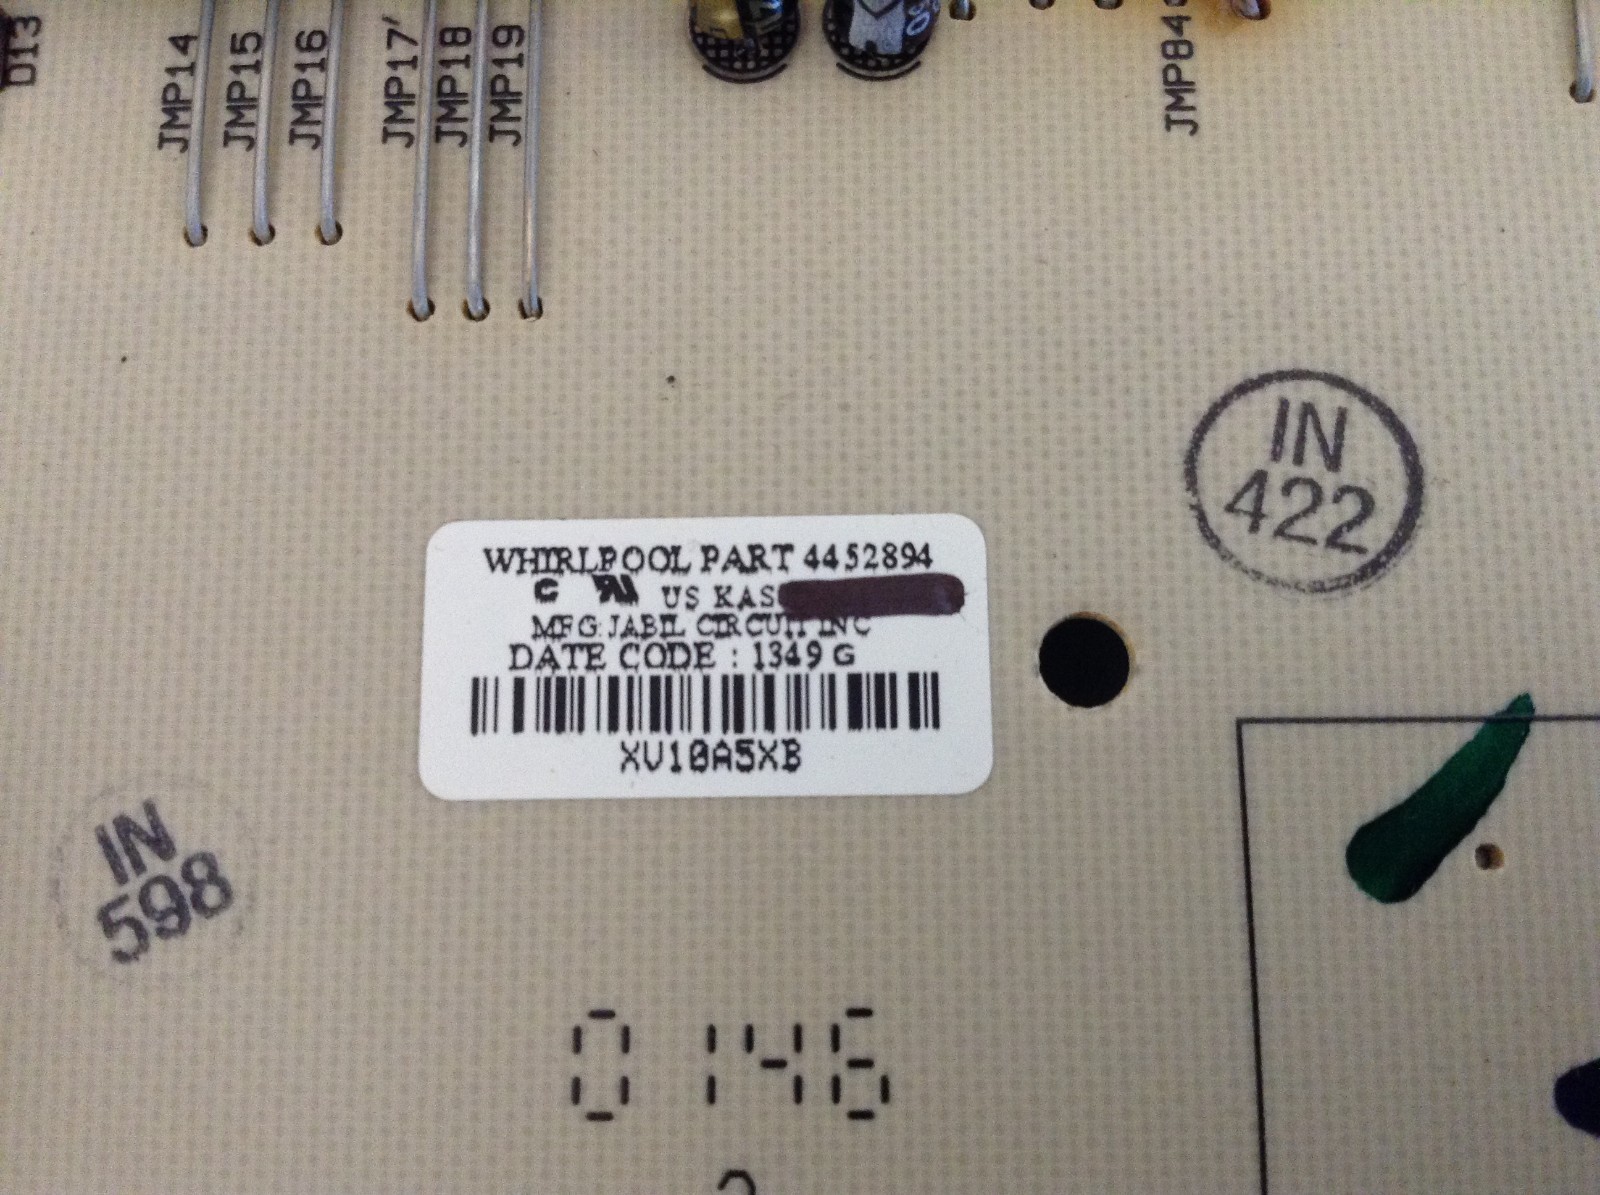 D13
JMP14
JMP15
JMP16
JMP17
JMP18
JMP19
JMP84
IN
422
WHIRLPOOL PART 4452894
C US KAS
MFG: JABIL CIRCUIT INC
DATE CODE : 1349 G
XV10A5XB
IN
598
0 146